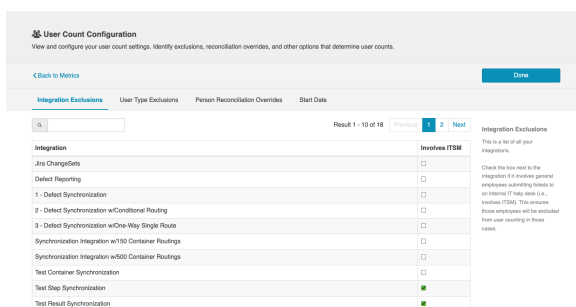 User Count Configuration
View and configure your user count settings. Identify exclusions, reconciliation overrides, and other options that determine user counts.
Back to Metrics
Done
Integration Exclusions
User Type Exclusions
Person Reconciliation Overrides
Start Date
Result 1 - 10 of 18
Previous
1
2
Next
Integration
Involves ITSM
Jira ChangeSets
Defect Reporting
1 - Defect Synchronization
2 - Defect Synchronization w/Conditional Routing
3 - Defect Synchronization w/One-Way Single Route
Synchronization Integration w/150 Container Routings
Synchronization Integration w/500 Container Routings
Test Container Synchronization
Test Step Synchronization
Test Result Synchronization
Integration Exclusions
This is a list of all your
integrations.
Check the box next to the
integration if it involves general
employees submitting tickets to
an internal IT help desk (i.e.,
involves ITSM). This ensures
those employees will be excluded
from user counting in those
cases.